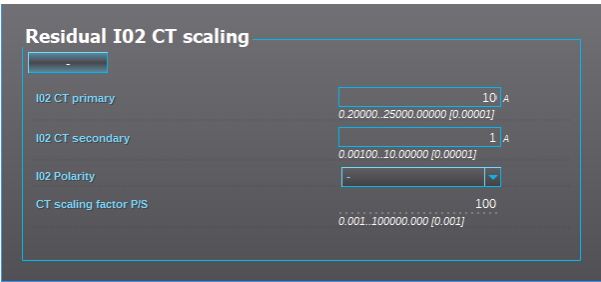 Residual I02 CT scaling
-
I02 CT primary 10 A
0.20000..25000.00000 [0.00001]
I02 CT secondary 1 A
0.00100..10.00000 [0.00001]
I02 Polarity -
CT scaling factor P/S 100
0.001..100000.000 [0.001]